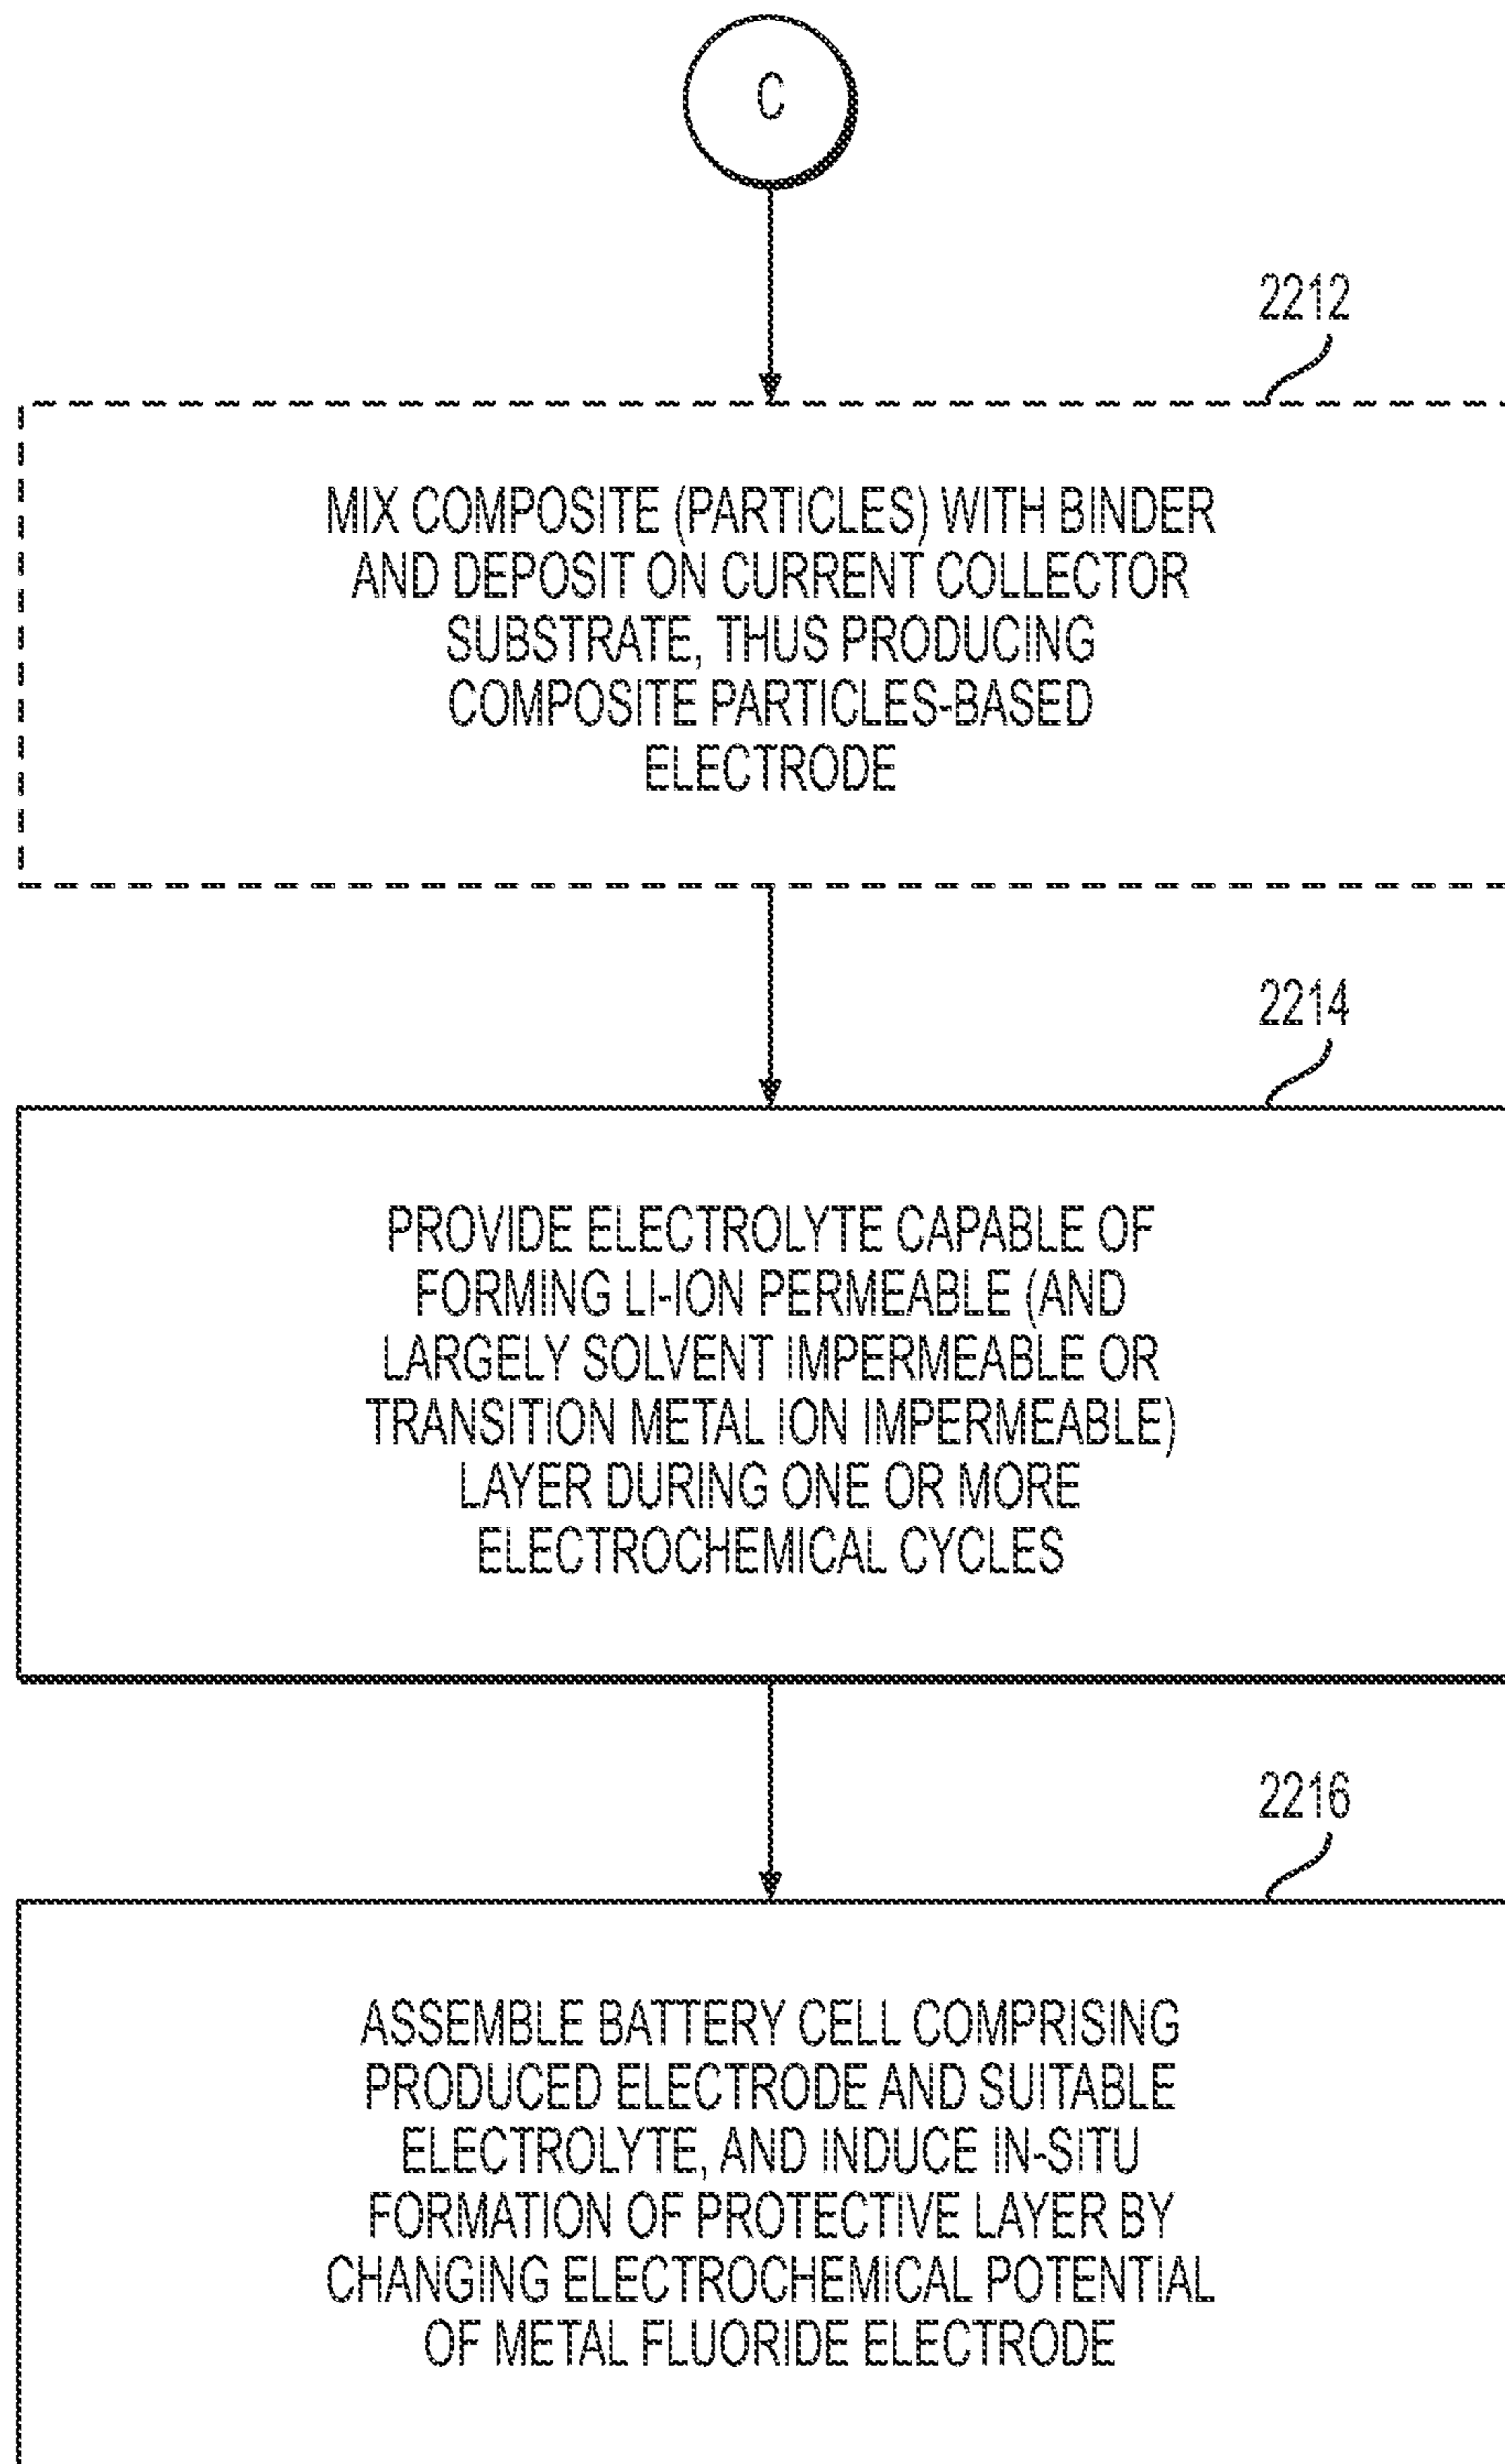 C
2212
MIX COMPOSITE (PARTICLES) WITH BINDER
AND DEPOSIT ON CURRENT COLLECTOR
SUBSTRATE, THUS PRODUCING
COMPOSITE PARTICLES-BASED
ELECTRODE
2214
PROVIDE ELECTROLYTE CAPABLE OF
FORMING LI-ION PERMEABLE (AND
LARGELY SOLVENT IMPERMEABLE OR
TRANSITION METAL ION IMPERMEABLE)
LAYER DURING ONE OR MORE
ELECTROCHEMICAL CYCLES
2216
ASSEMBLE BATTERY CELL COMPRISING
PRODUCED ELECTRODE AND SUITABLE
ELECTROLYTE, AND INDUCE IN-SITU
FORMATION OF PROTECTIVE LAYER BY
CHANGING ELECTROCHEMICAL POTENTIAL
OF METAL FLUORIDE ELECTRODE